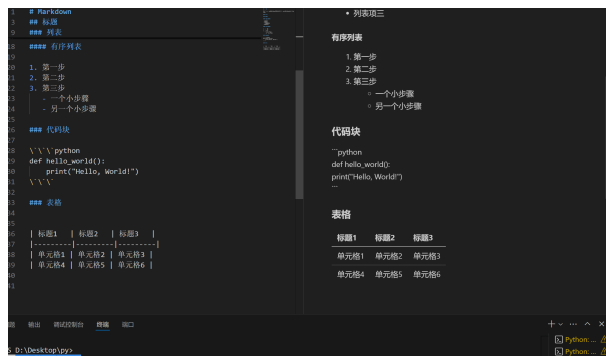 # Markdown
## 标题
### 列表
#### 有序列表
1. 第一步
2. 第二步
3. 第三步
- 一个小步骤
- 另一个小步骤
### 代码块
\`\`\`python
def hello_world():
print("Hello, World!")
\`\`\`
### 表格
| 标题1 | 标题2 | 标题3 |
|---------|---------|---------|
| 单元格1 | 单元格2 | 单元格3 |
| 单元格4 | 单元格5 | 单元格6 |
• 列表项三
有序列表
1. 第一步
2. 第二步
3. 第三步
○ 一个小步骤
○ 另一个小步骤
代码块
```python
def hello_world():
print("Hello, World!")
```
表格
标题1 标题2 标题3
单元格1 单元格2 单元格3
单元格4 单元格5 单元格6
输出 调试控制台 终端 端口
S D:\Desktop\py>
Python: ...
Python: ...